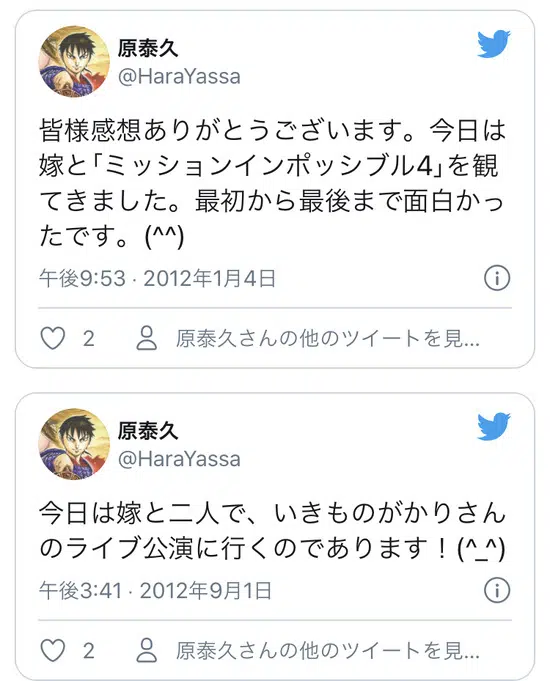 原泰久
@HaraYassa
皆様感想ありがとうございます。今日は
嫁と｢ミッションインポッシブル4｣を観
てきました。最初から最後まで面白かっ
たです。(^^)
午後9:53 · 2012年1月4日
2 原泰久さんの他のツイートを見...
原泰久
@HaraYassa
今日は嫁と二人で、いきものがかりさん
のライブ公演に行くのであります！(^_^)
午後3:41 · 2012年9月1日
2 原泰久さんの他のツイートを見...